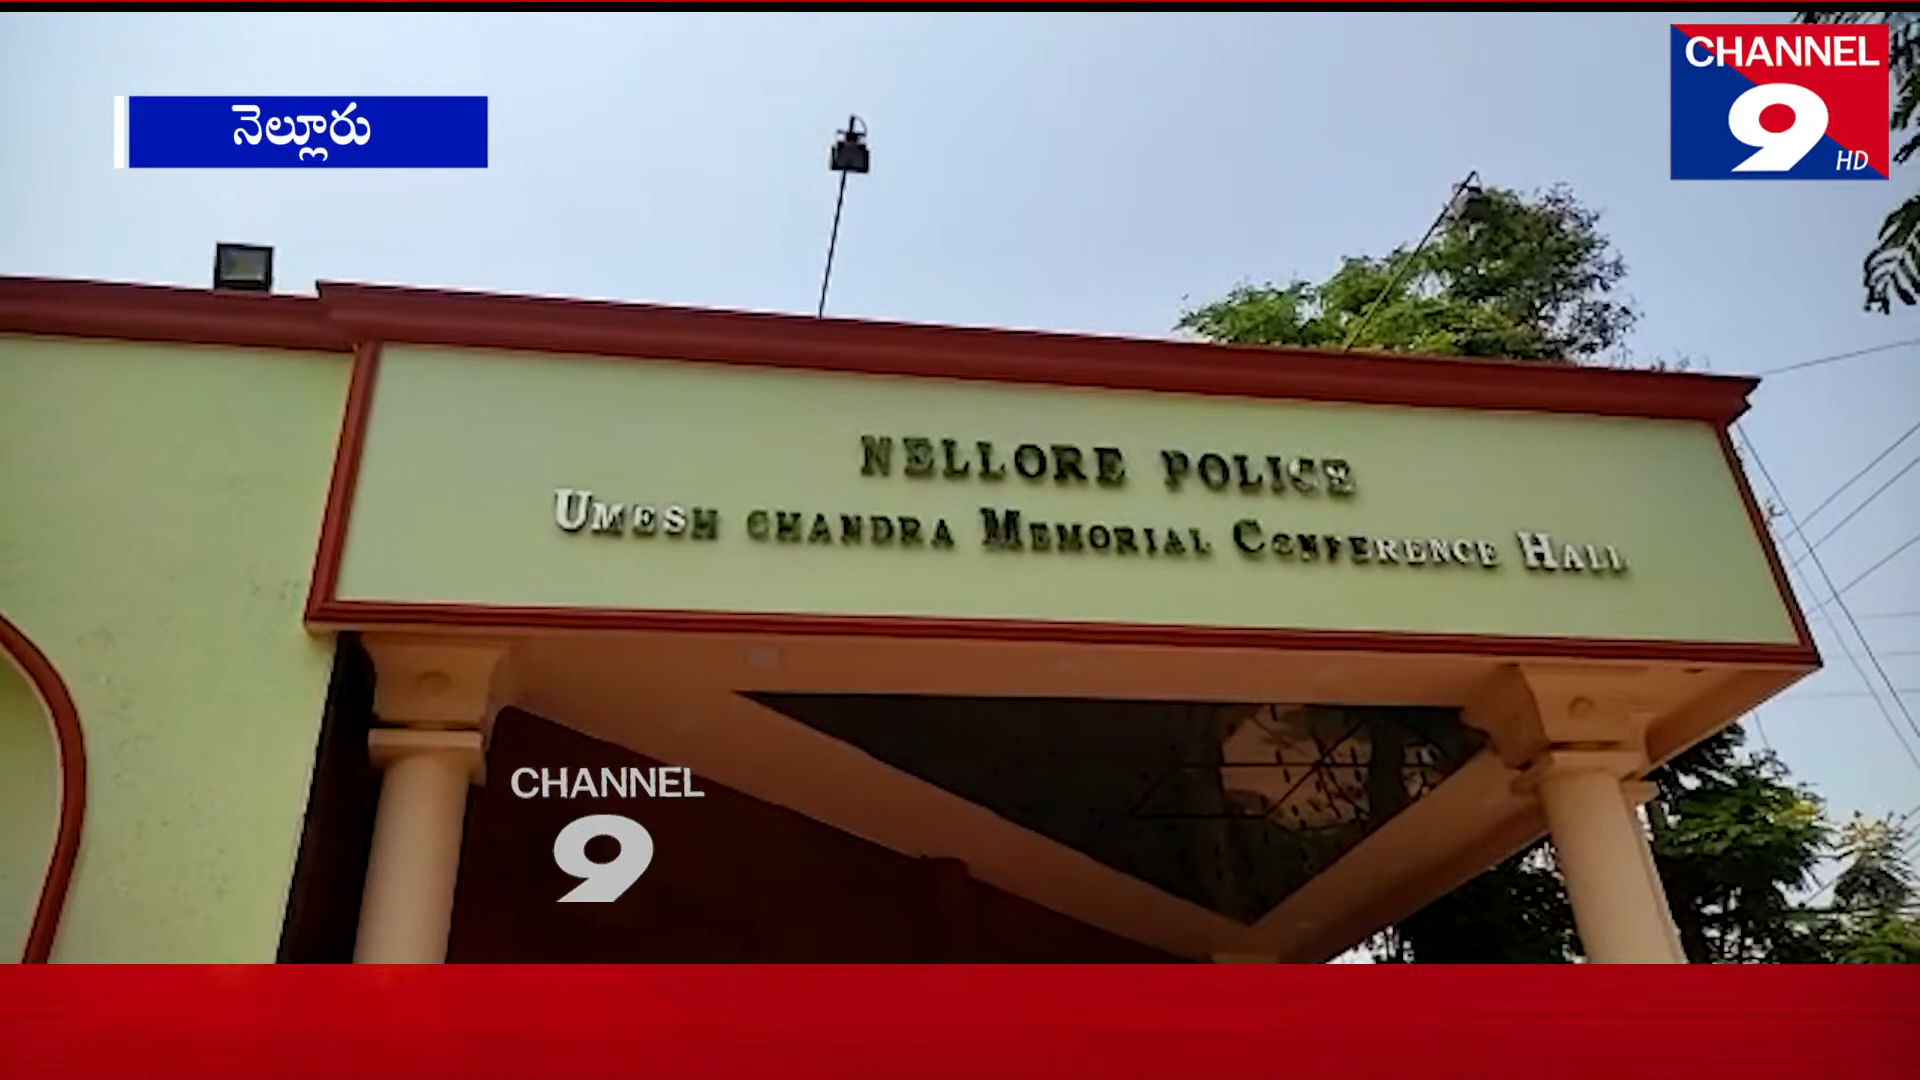 నెల్లూరు
CHANNEL
9
HD
NELLORE POLICE
UMESH CHANDRA MEMORIAL CONFERENCE HALL
CHANNEL
9